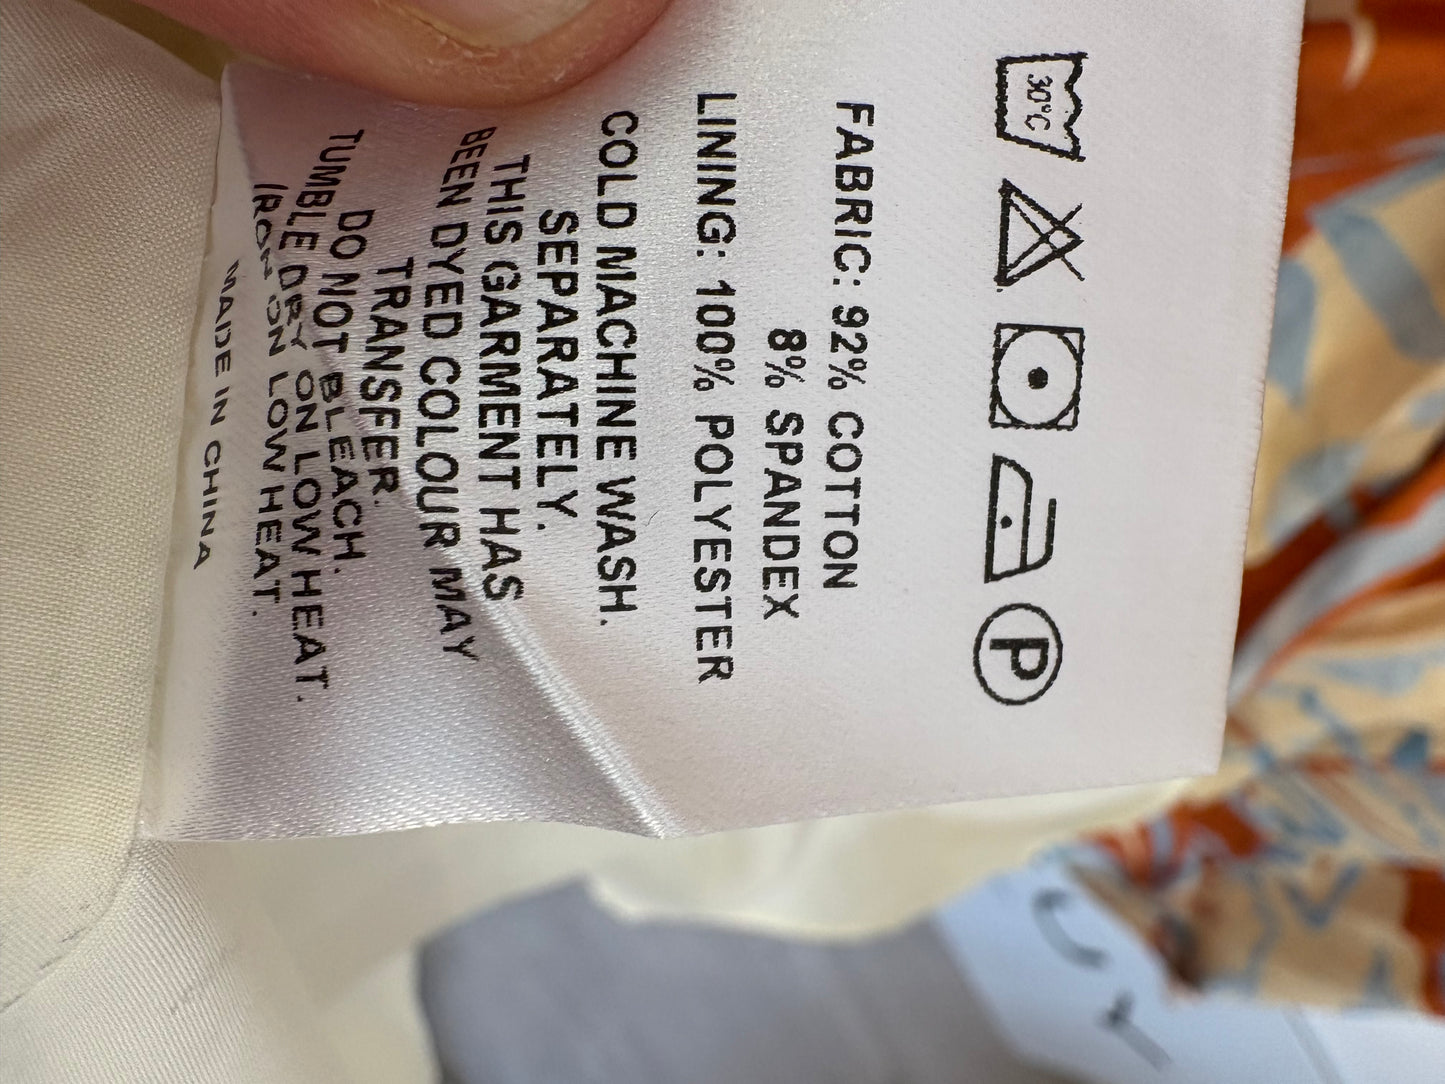 30°C
P
FABRIC: 92% COTTON
8% SPANDEX
LINING: 100% POLYESTER
COLD MACHINE WASH.
SEPARATELY.
THIS GARMENT HAS
BEEN DYED COLOUR MAY
TRANSFER.
DO NOT BLEACH.
TUMBLE DRY ON LOW HEAT.
IRON ON LOW HEAT.
MADE IN CHINA